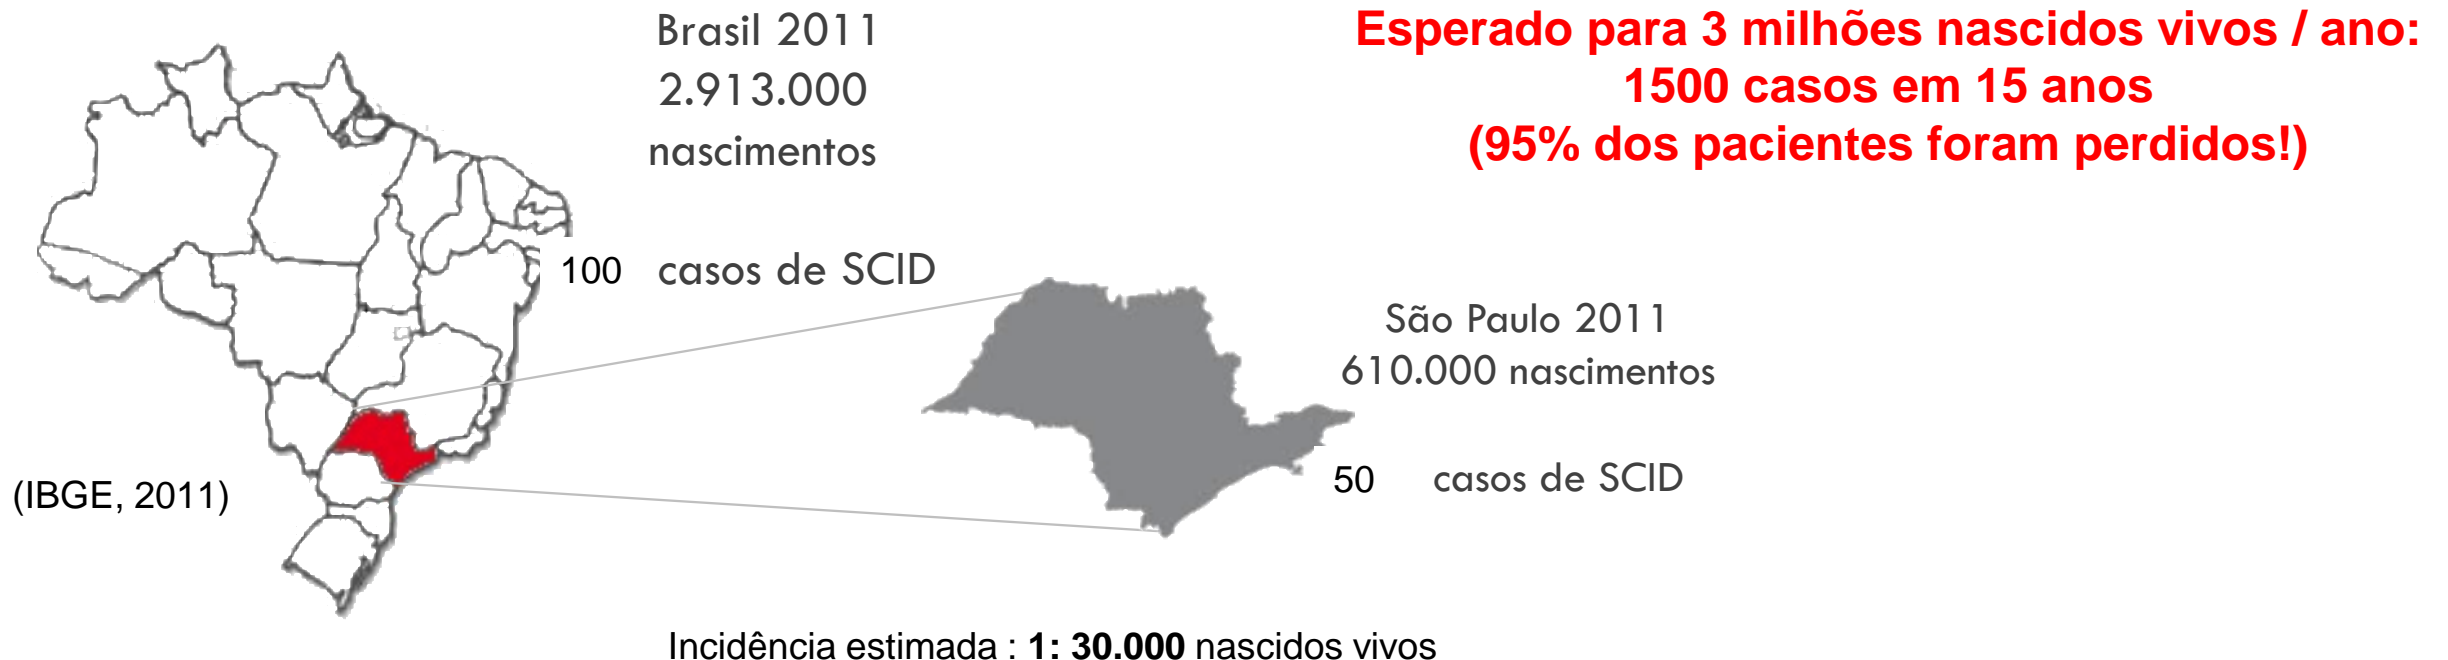 Brasil 2011
2.913.000
nascimentos
Esperado para 3 milhões nascidos vivos / ano:
1500 casos em 15 anos
(95% dos pacientes foram perdidos!)
100 casos de SCID
São Paulo 2011
610.000 nascimentos
50 casos de SCID
(IBGE, 2011)
Incidência estimada : 1: 30.000 nascidos vivos